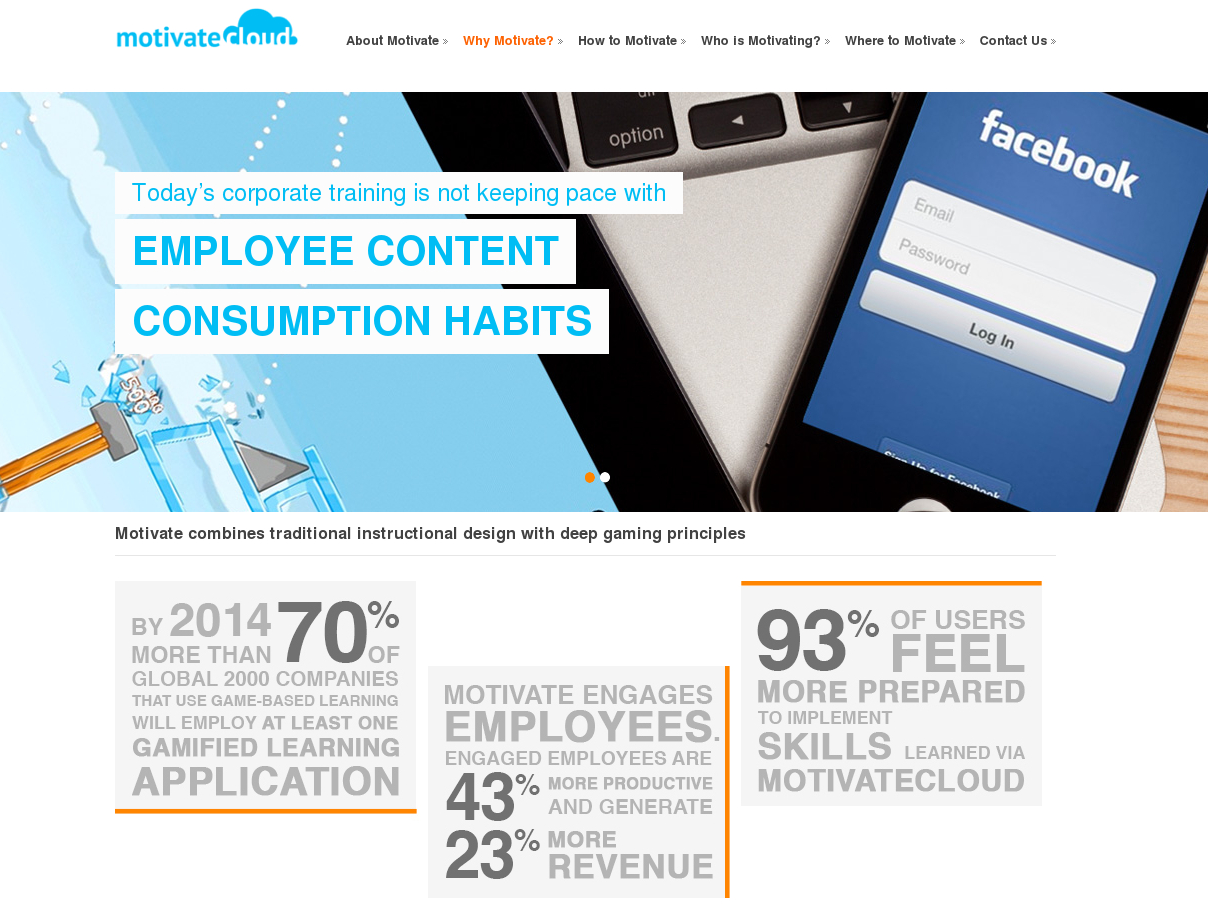 motivatecloud
About Motivate » Why Motivate? » How to Motivate » Who is Motivating? » Where to Motivate » Contact Us »
option
facebook
Email
Password
Log In
Today's corporate training is not keeping pace with
EMPLOYEE CONTENT
CONSUMPTION HABITS
Sign Up for Facebook
Motivate combines traditional instructional design with deep gaming principles
BY 2014 70%
MORE THAN OF
GLOBAL 2000 COMPANIES
THAT USE GAME-BASED LEARNING
WILL EMPLOY AT LEAST ONE
GAMIFIED LEARNING
APPLICATION
MOTIVATE ENGAGES
EMPLOYEES.
ENGAGED EMPLOYEES ARE
43% MORE PRODUCTIVE
AND GENERATE
23% MORE
REVENUE
93% OF USERS
FEEL
MORE PREPARED
TO IMPLEMENT
SKILLS LEARNED VIA
MOTIVATECLOUD